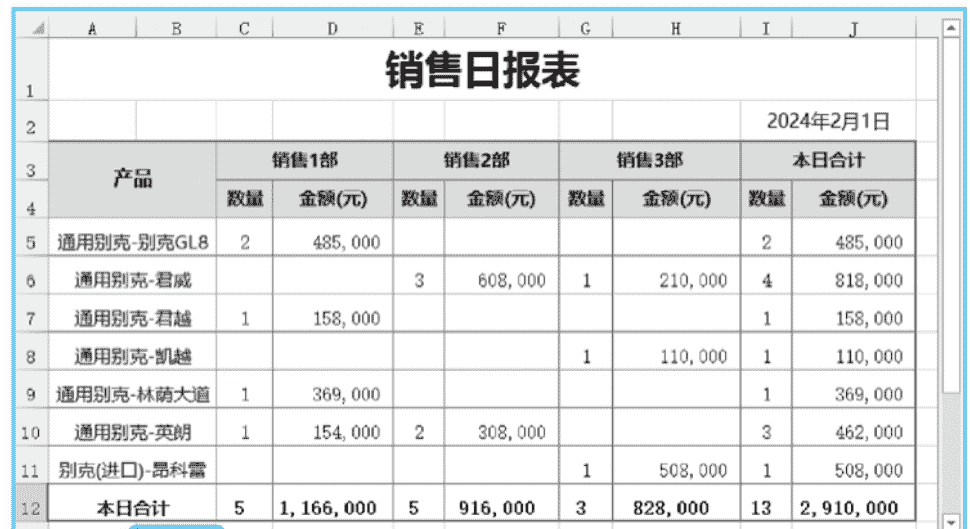 A B C D E F G H I J
1 销售日报表
2 2024年2月1日
3 产品 销售1部 销售2部 销售3部 本日合计
4 数量 金额(元) 数量 金额(元) 数量 金额(元) 数量 金额(元)
5 通用别克-别克GL8 2 485,000 2 485,000
6 通用别克-君威 3 608,000 1 210,000 4 818,000
7 通用别克-君越 1 158,000 1 158,000
8 通用别克-凯越 1 110,000 1 110,000
9 通用别克-林荫大道 1 369,000 1 369,000
10 通用别克-英朗 1 154,000 2 308,000 3 462,000
11 别克(进口)-昂科雷 1 508,000 1 508,000
12 本日合计 5 1,166,000 5 916,000 3 828,000 13 2,910,000